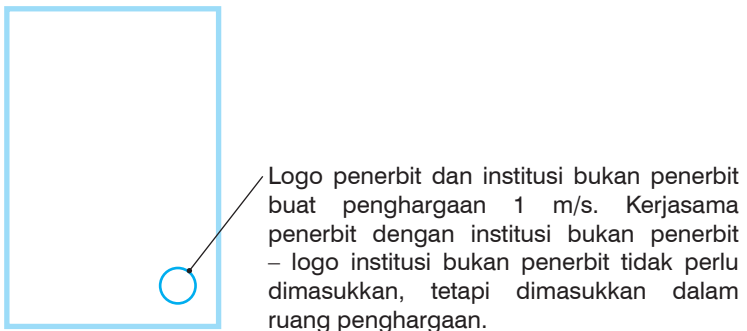 Logo penerbit dan institusi bukan penerbit
buat penghargaan 1 m/s. Kerjasama
penerbit dengan institusi bukan penerbit
– logo institusi bukan penerbit tidak perlu
dimasukkan, tetapi dimasukkan dalam
ruang penghargaan.